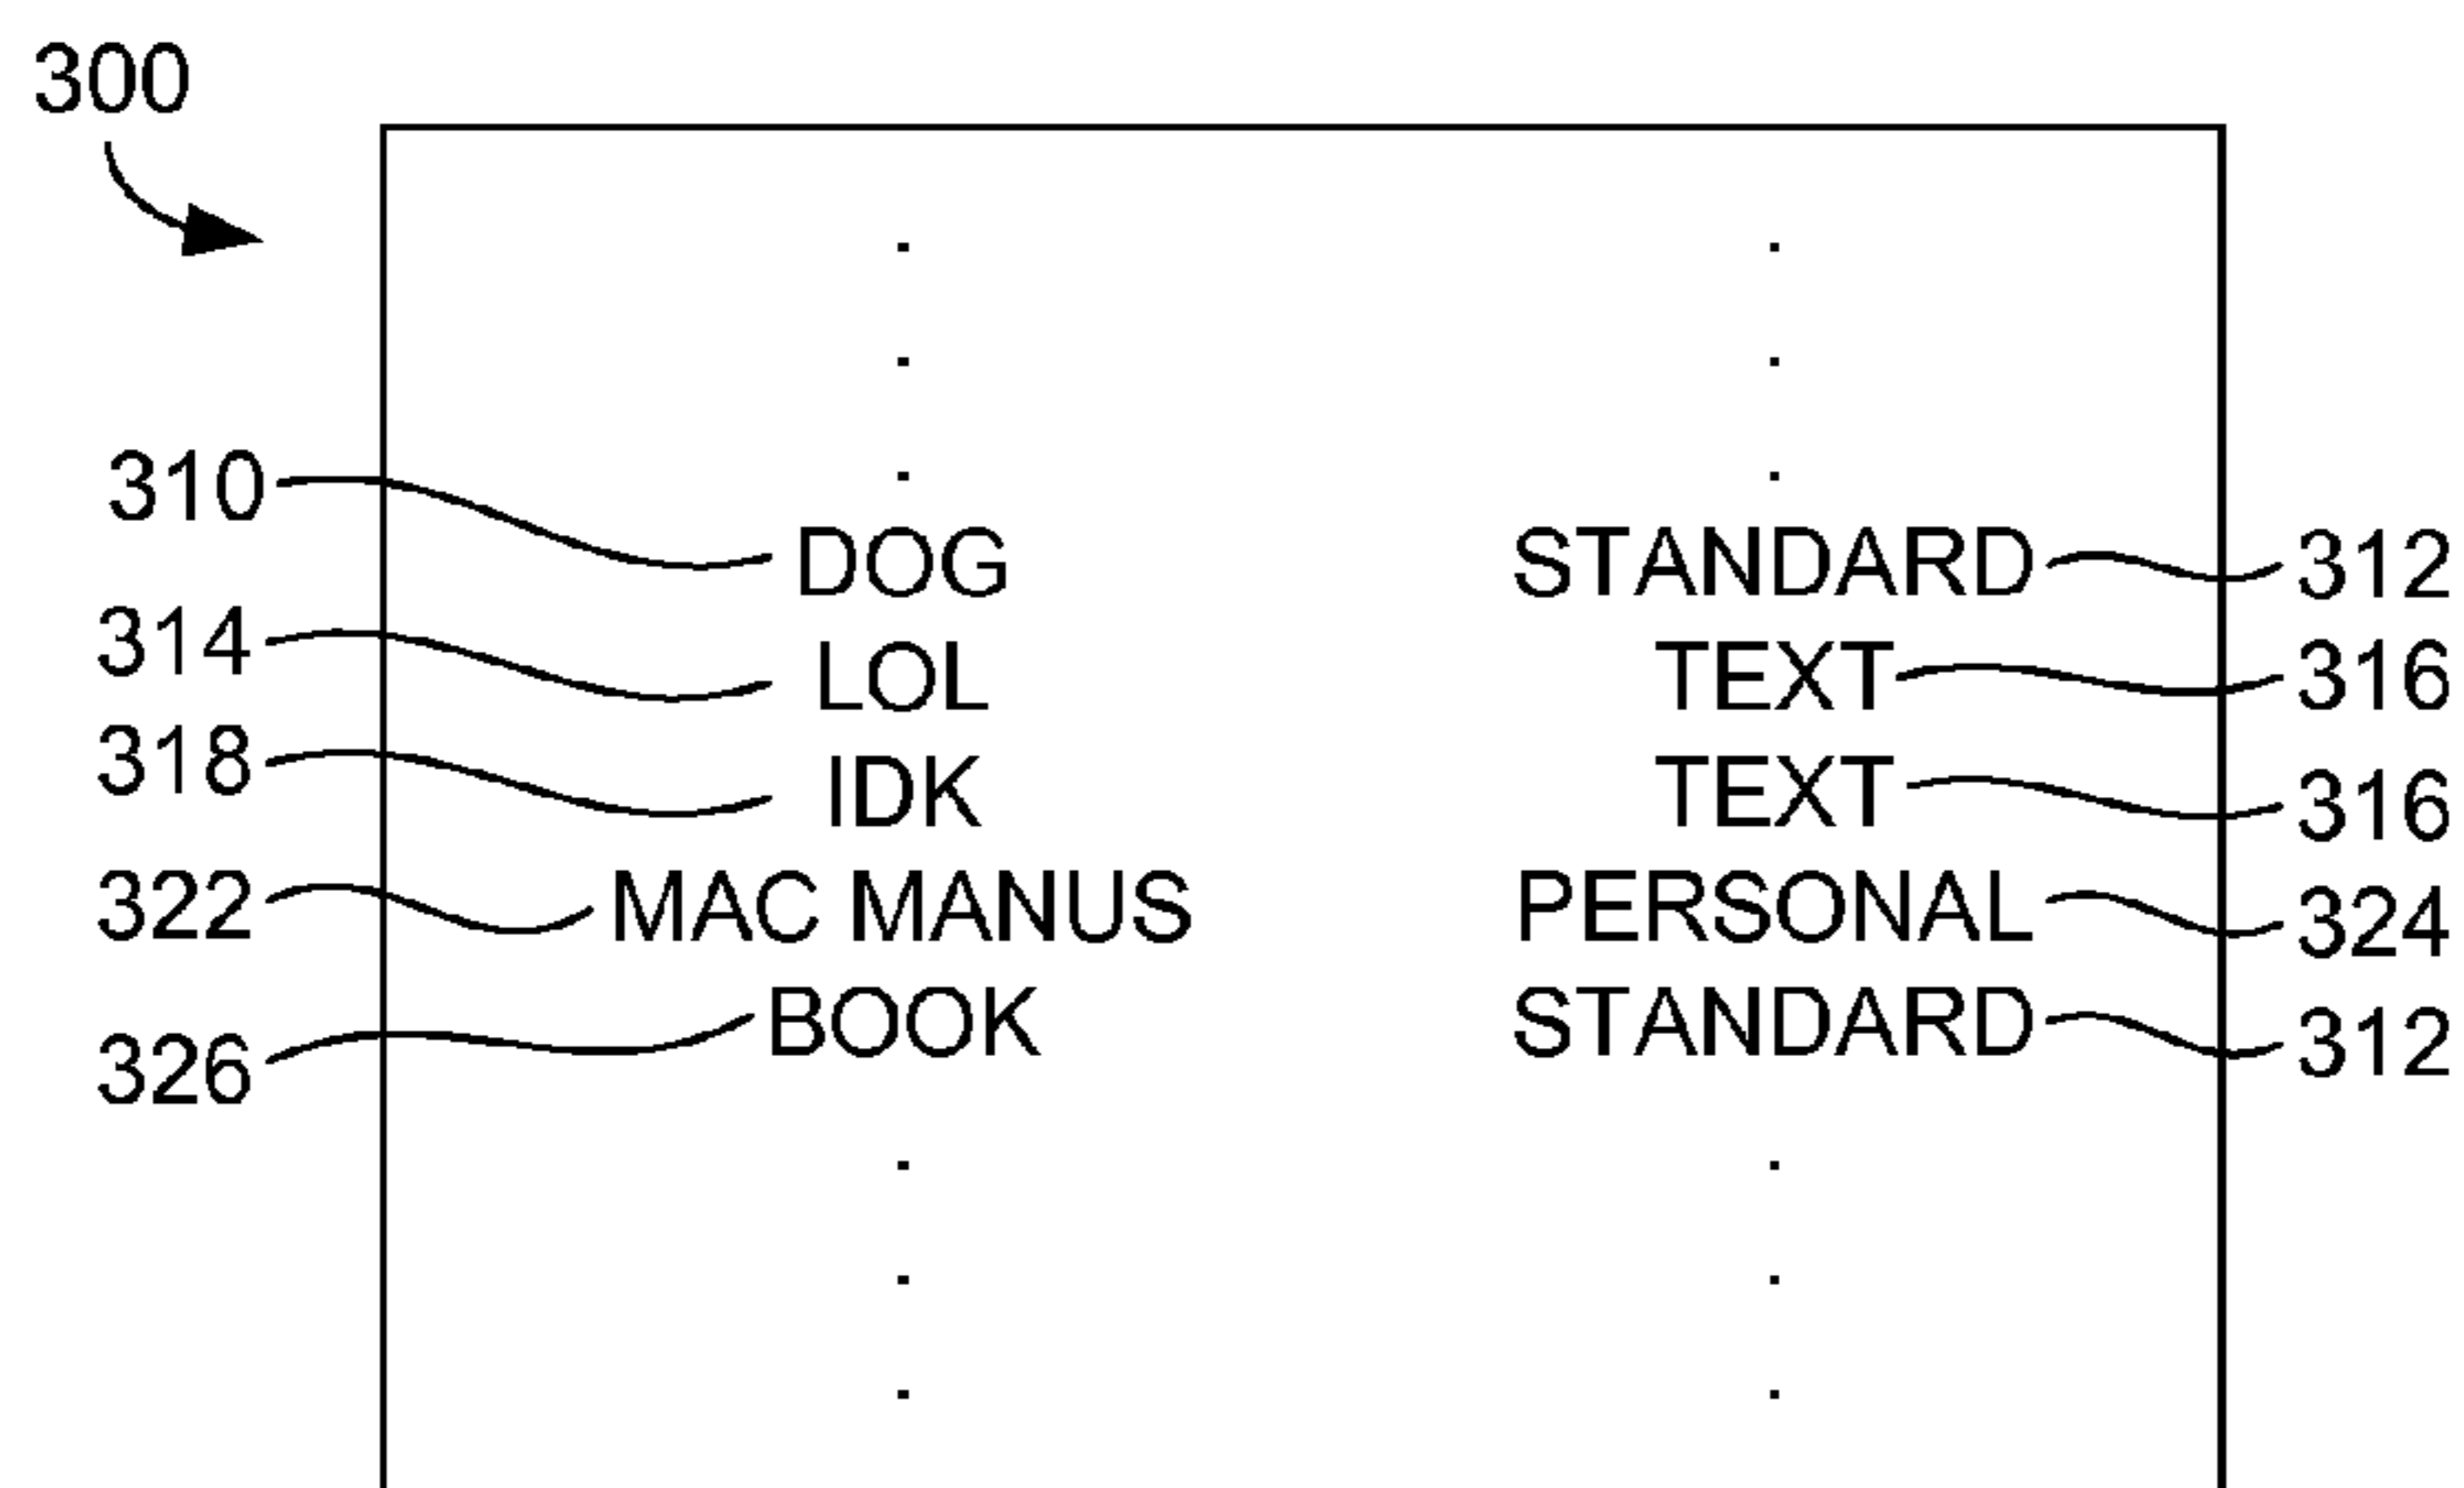 300
310 DOG STANDARD 312
314 LOL TEXT 316
318 IDK TEXT 316
322 MAC MANUS PERSONAL 324
326 BOOK STANDARD 312